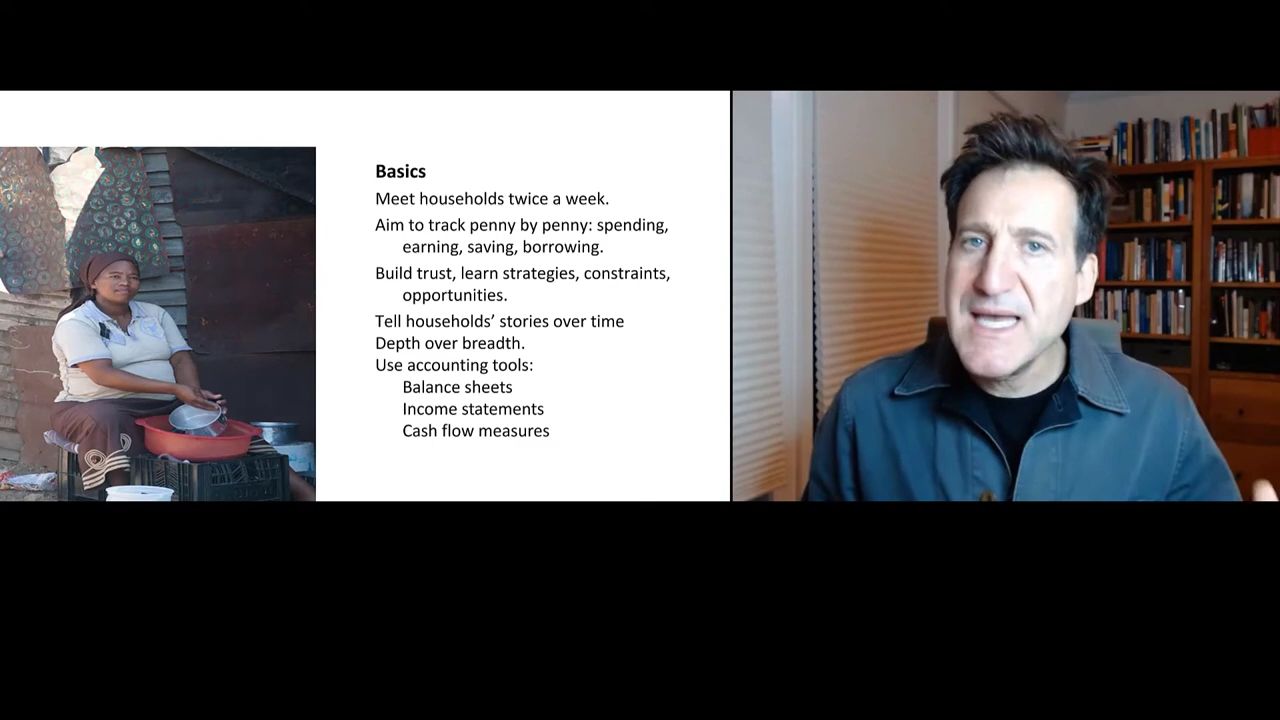 Basics
Meet households twice a week.
Aim to track penny by penny: spending,
earning, saving, borrowing.
Build trust, learn strategies, constraints,
opportunities.
Tell households’ stories over time
Depth over breadth.
Use accounting tools:
Balance sheets
Income statements
Cash flow measures